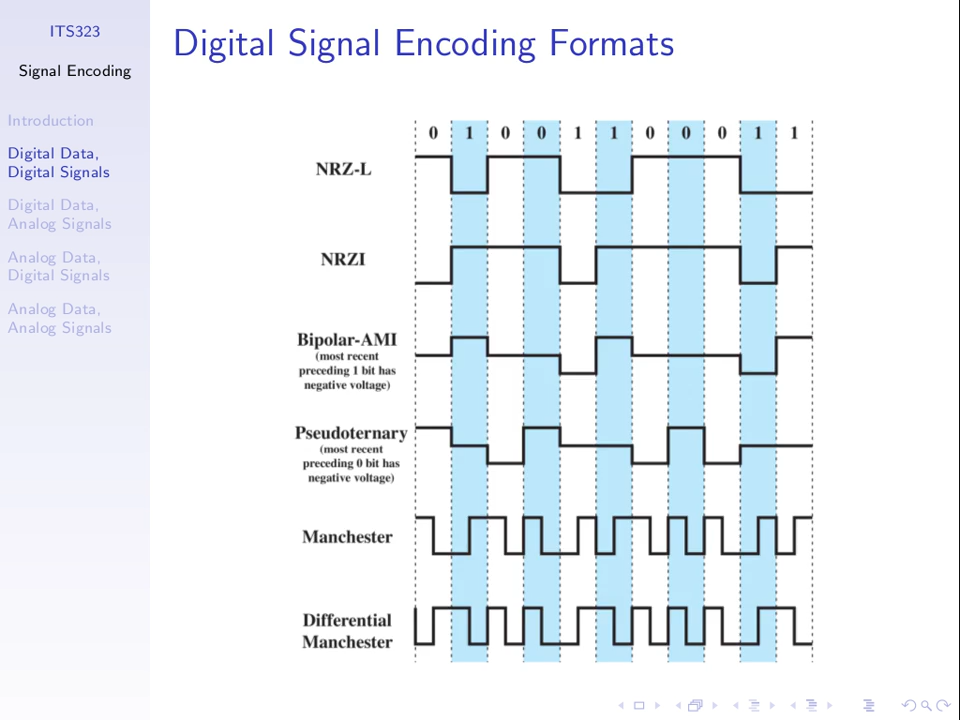 ITS323
Signal Encoding
Introduction
Digital Data,
Digital Signals
Digital Data,
Analog Signals
Analog Data,
Digital Signals
Analog Data,
Analog Signals
Digital Signal Encoding Formats
0 1 0 0 1 1 0 0 0 1 1
NRZ-L
NRZI
Bipolar-AMI
(most recent
preceding 1 bit has
negative voltage)
Pseudoternary
(most recent
preceding 0 bit has
negative voltage)
Manchester
Differential
Manchester